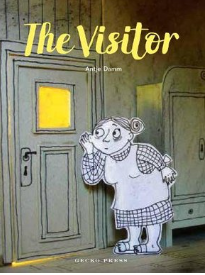 The Visitor
Antje Damm
GECKO PRESS